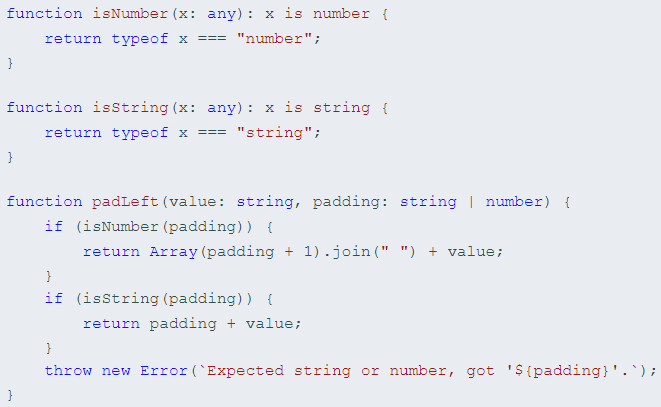 function isNumber(x: any): x is number {
    return typeof x === "number";
}

function isString(x: any): x is string {
    return typeof x === "string";
}

function padLeft(value: string, padding: string | number) {
    if (isNumber(padding)) {
        return Array(padding + 1).join(" ") + value;
    }
    if (isString(padding)) {
        return padding + value;
    }
    throw new Error(`Expected string or number, got '${padding}'.`);
}